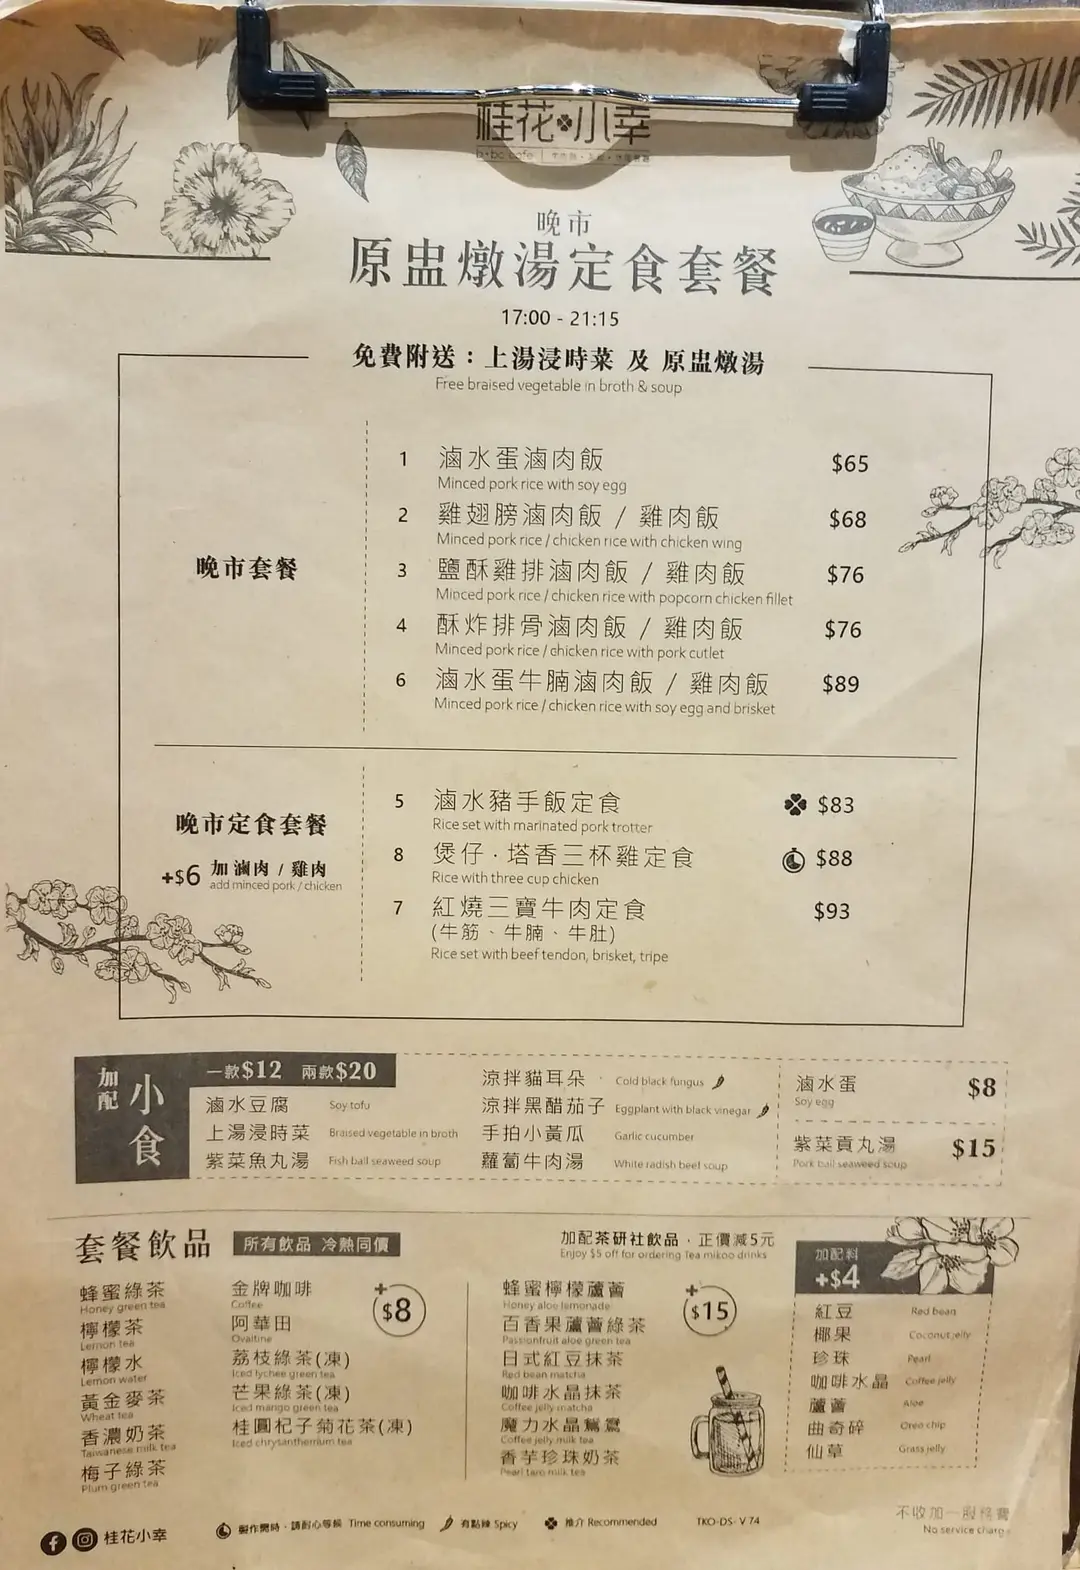 桂花小幸
晚市
原盅燉湯定食套餐
17:00 - 21:15
免費附送：上湯浸時菜 及 原盅燉湯
Free braised vegetable in broth & soup
晚市套餐
1 滷水蛋滷肉飯 $65
Minced pork rice with soy egg
2 雞翅膀滷肉飯 / 雞肉飯 $68
Minced pork rice / chicken rice with chicken wing
3 鹽酥雞排滷肉飯 / 雞肉飯 $76
Minced pork rice / chicken rice with popcorn chicken fillet
4 酥炸排骨滷肉飯 / 雞肉飯 $76
Minced pork rice / chicken rice with pork cutlet
6 滷水蛋牛腩滷肉飯 / 雞肉飯 $89
Minced pork rice / chicken rice with soy egg and brisket
晚市定食套餐
+$6 加滷肉 / 雞肉
add minced pork / chicken
5 滷水豬手飯定食 $83
Rice set with marinated pork trotter
8 煲仔·塔香三杯雞定食 $88
Rice with three cup chicken
7 紅燒三寶牛肉定食 $93
(牛筋、牛腩、牛肚)
Rice set with beef tendon, brisket, tripe
加配 小食
一款$12 兩款$20
滷水豆腐 Soy tofu
上湯浸時菜 Braised vegetable in broth
紫菜魚丸湯 Fish ball seaweed soup
涼拌貓耳朵 Cold black fungus
涼拌黑醋茄子 Eggplant with black vinegar
手拍小黃瓜 Garlic cucumber
蘿蔔牛肉湯 White radish beef soup
滷水蛋 $8
Soy egg
紫菜貢丸湯 $15
Pork ball seaweed soup
套餐飲品 所有飲品 冷熱同價
蜂蜜綠茶
Honey green tea
檸檬茶
Lemon tea
檸檬水
Lemon water
黃金麥茶
Wheat tea
香濃奶茶
Taiwanese milk tea
梅子綠茶
Plum green tea
金牌咖啡
Coffee
阿華田
Ovaltine
荔枝綠茶(凍)
Iced lychee green tea
芒果綠茶(凍)
Iced mango green tea
桂圓杞子菊花茶(凍)
Iced chrysanthemum tea
+$8
加配茶研社飲品，正價減5元
Enjoy $5 off for ordering Tea mikoo drinks
蜂蜜檸檬蘆薈
Honey aloe lemonade
百香果蘆薈綠茶
Passionfruit aloe green tea
日式紅豆抹茶
Red bean matcha
咖啡水晶抹茶
Coffee jelly matcha
魔力水晶鴛鴦
Coffee jelly milk tea
香芋珍珠奶茶
Pearl taro milk tea
+$15
加配料
+$4
紅豆 Red bean
椰果 Coconut jelly
珍珠 Pearl
咖啡水晶 Coffee jelly
蘆薈 Aloe
曲奇碎 Oreo chip
仙草 Grass jelly
桂花小幸
製作需時，請耐心等候 Time consuming
有點辣 Spicy
推介 Recommended
TKO-DS- V 74
不收加一服務費
No service charge